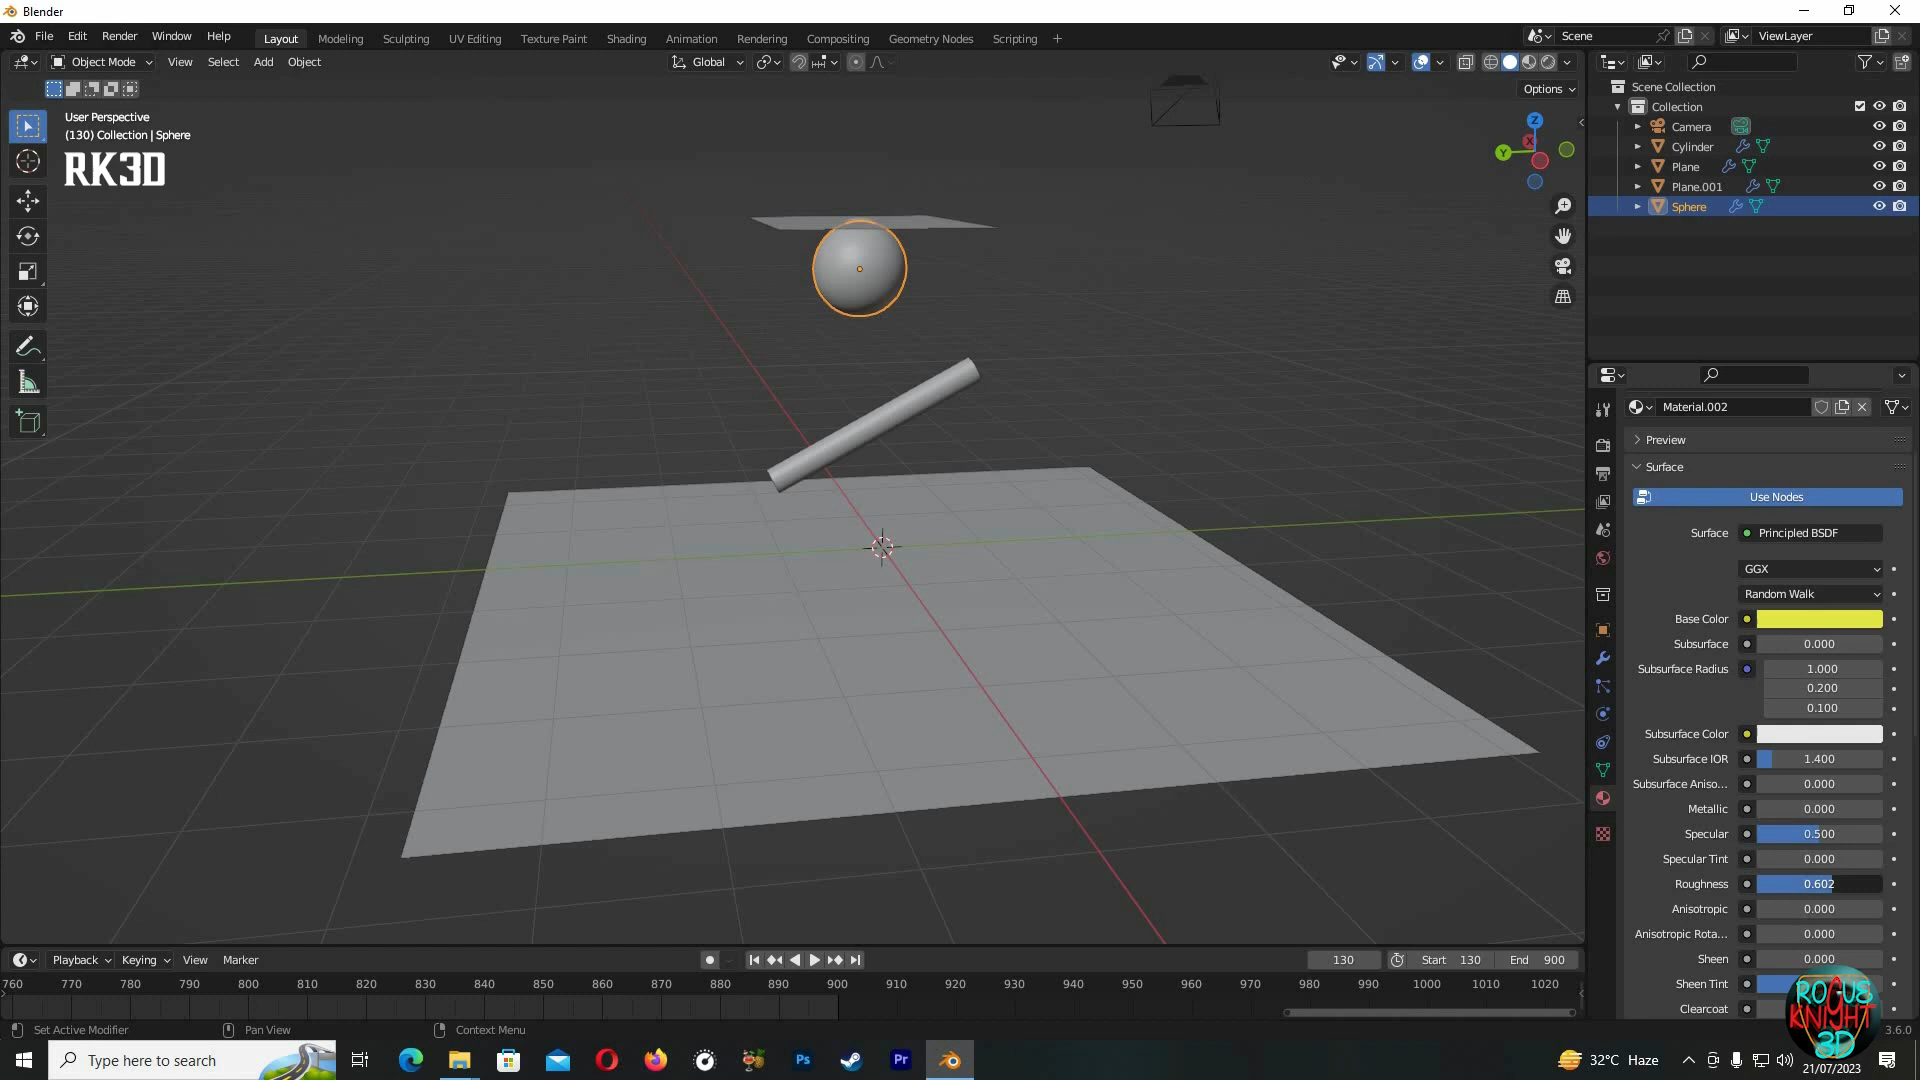 Blender
File Edit Render Window Help
Layout Modeling Sculpting UV Editing Texture Paint Shading Animation Rendering Compositing Geometry Nodes Scripting +
Scene
ViewLayer
Object Mode View Select Add Object
Global
Options
User Perspective
(130) Collection | Sphere
RK3D
Z
Y
X
Scene Collection
Collection
Camera
Cylinder
Plane
Plane.001
Sphere
Material.002
Preview
Surface
Use Nodes
Surface Principled BSDF
GGX
Random Walk
Base Color
Subsurface 0.000
Subsurface Radius 1.000
0.200
0.100
Subsurface Color
Subsurface IOR 1.400
Subsurface Aniso... 0.000
Metallic 0.000
Specular 0.500
Specular Tint 0.000
Roughness 0.602
Anisotropic 0.000
Anisotropic Rota... 0.000
Sheen 0.000
Sheen Tint
Clearcoat
ROGUE
KNIGHT
3D
Playback Keying View Marker
130 Start 130 End 900
760 770 780 790 800 810 820 830 840 850 860 870 880 890 900 910 920 930 940 950 960 970 980 990 1000 1010 1020
Set Active Modifier Pan View Context Menu
3.6.0
Type here to search
Ps
Pr
32°C Haze
21/07/2023